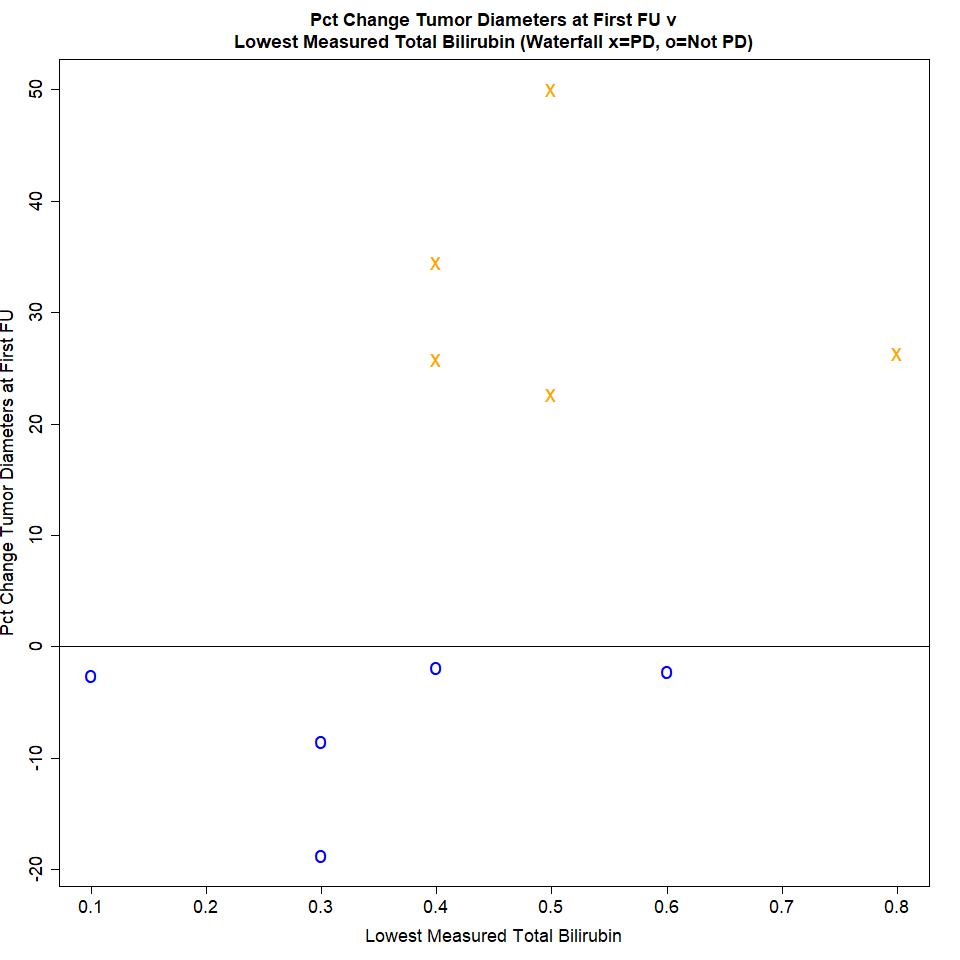 Pct Change Tumor Diameters at First FU v
Lowest Measured Total Bilirubin (Waterfall x=PD, o=Not PD)
Pct Change Tumor Diameters at First FU
50
40
30
20
10
0
-10
-20
X
X
X
X
X
O
O
O
O
O
0.1 0.2 0.3 0.4 0.5 0.6 0.7 0.8
Lowest Measured Total Bilirubin